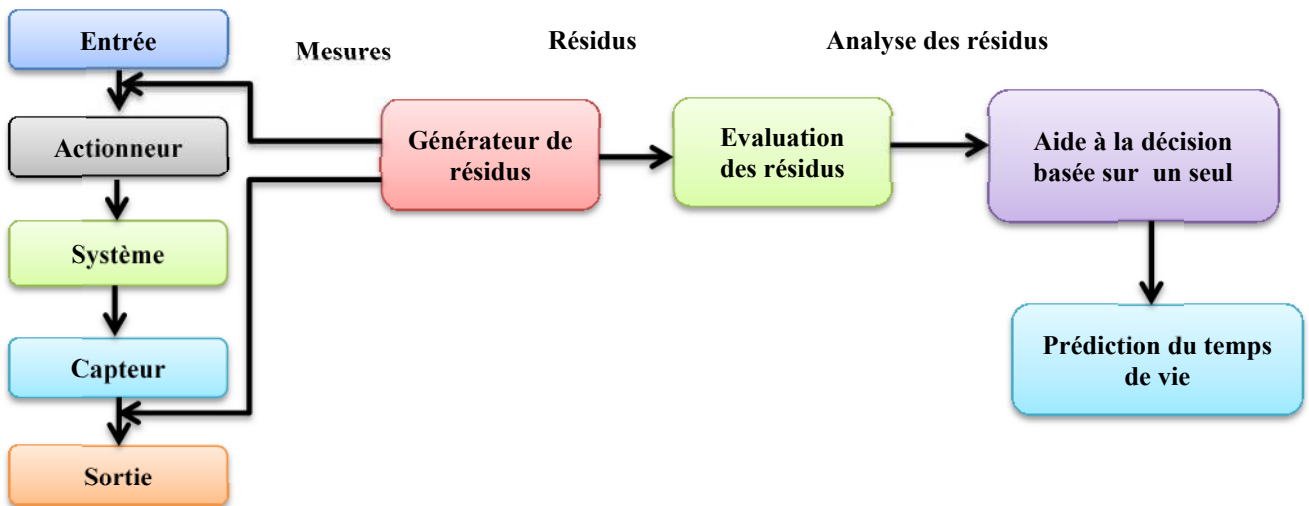 Entrée
Mesures
Résidus
Analyse des résidus
Actionneur
Système
Capteur
Sortie
Générateur de
résidus
Evaluation
des résidus
Aide à la décision
basée sur un seul
Prédiction du temps
de vie